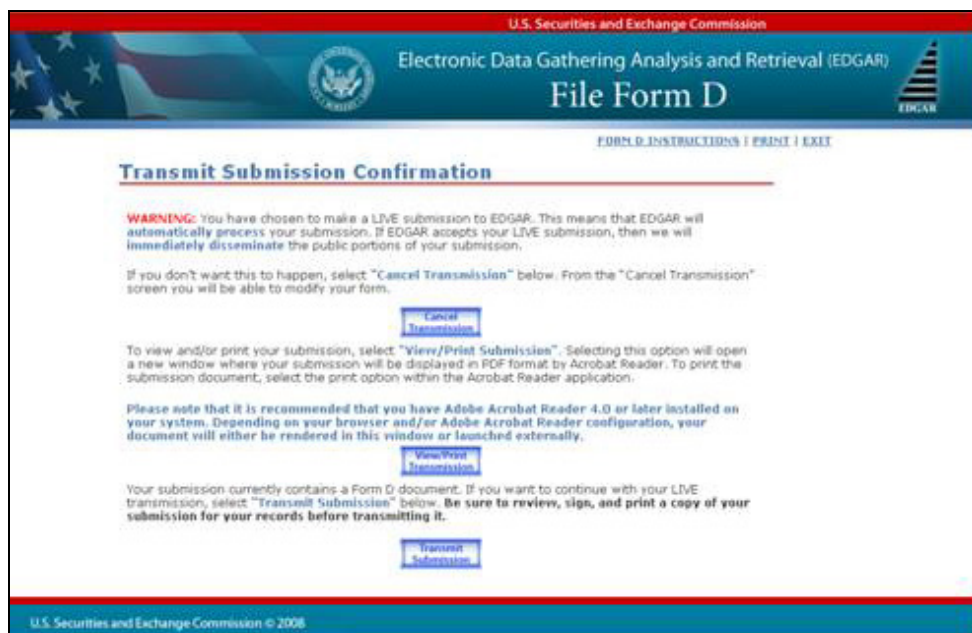 U.S. Securities and Exchange Commission
Electronic Data Gathering Analysis and Retrieval (EDGAR)
File Form D
EDGAR
FORM D INSTRUCTIONS | PRINT | EXIT
Transmit Submission Confirmation
WARNING: You have chosen to make a LIVE submission to EDGAR. This means that EDGAR will
automatically process your submission. If EDGAR accepts your LIVE submission, then we will
immediately disseminate the public portions of your submission.
If you don't want this to happen, select "Cancel Transmission" below. From the "Cancel Transmission"
screen you will be able to modify your form.
Cancel
Transmission
To view and/or print your submission, select "View/Print Submission". Selecting this option will open
a new window where your submission will be displayed in PDF format by Acrobat Reader. To print the
submission document, select the print option within the Acrobat Reader application.
Please note that it is recommended that you have Adobe Acrobat Reader 4.0 or later installed on
your system. Depending on your browser and/or Adobe Acrobat Reader configuration, your
document will either be rendered in this window or launched externally.
View/Print
Transmission
Your submission currently contains a Form D document. If you want to continue with your LIVE
transmission, select "Transmit Submission" below. Be sure to review, sign, and print a copy of your
submission for your records before transmitting it.
Transmit
Submission
U.S. Securities and Exchange Commission © 2008